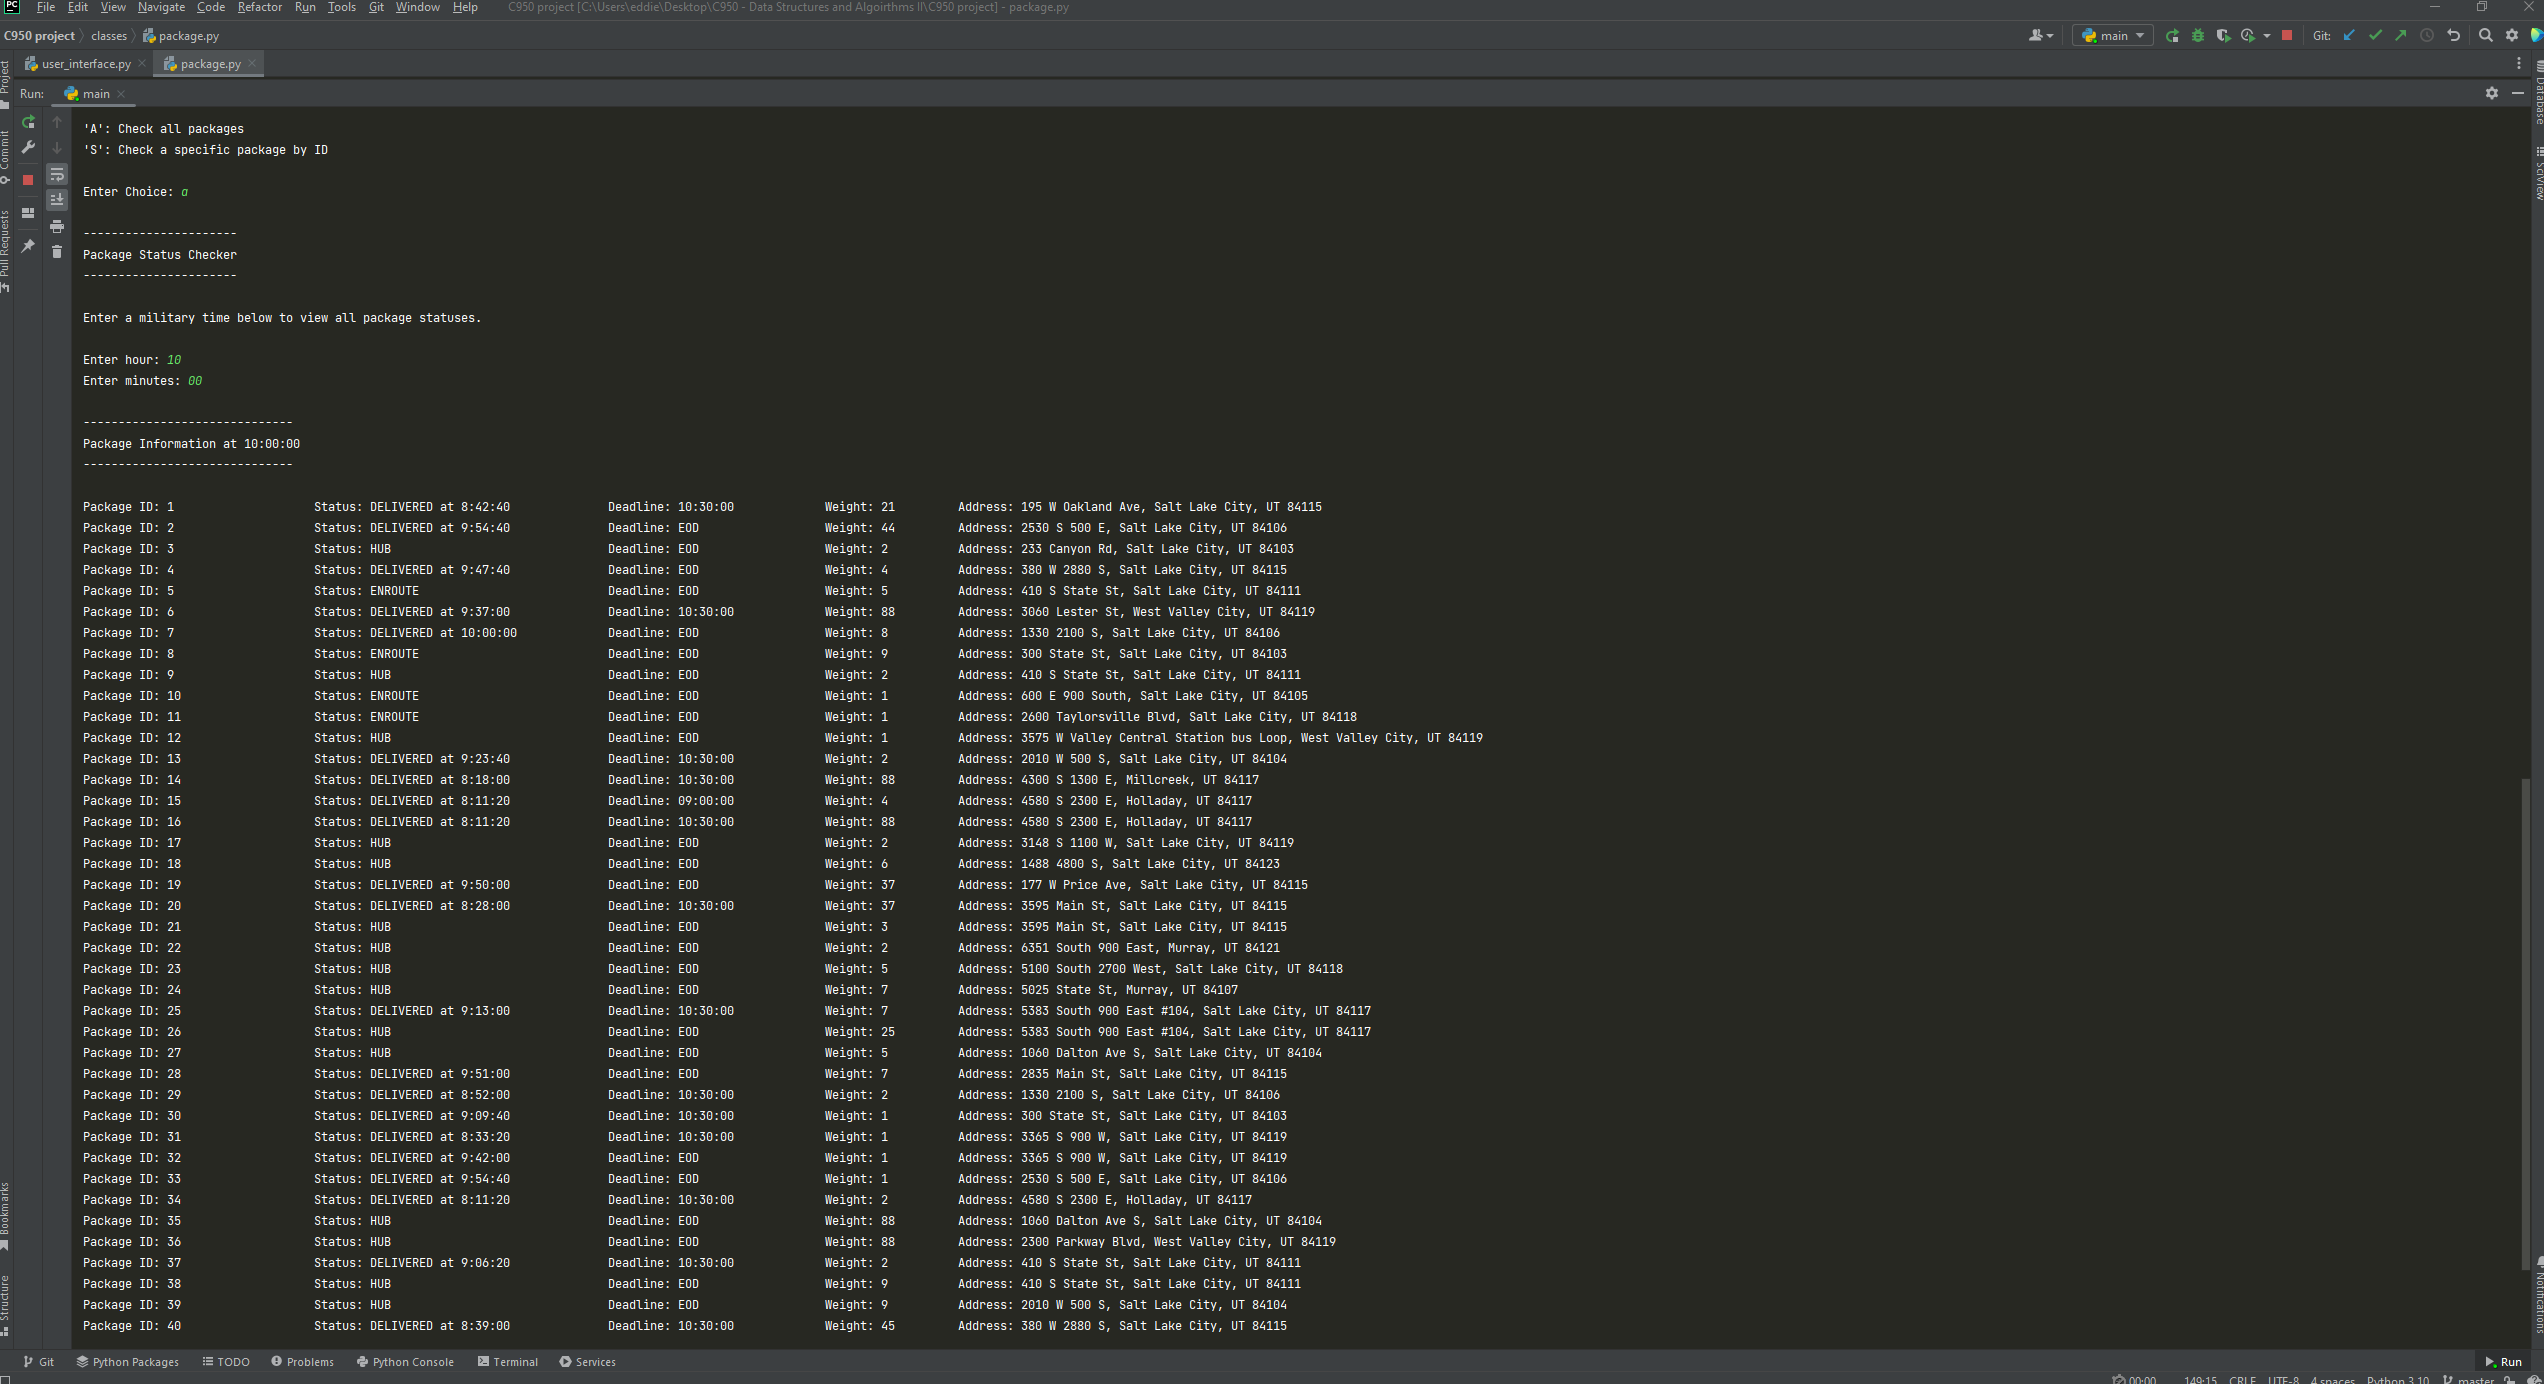 File Edit View Navigate Code Refactor Run Tools Git Window Help C950 project [C:\Users\eddie\Desktop\C950 - Data Structures and Algoirthms II\C950 project] - package.py
C950 project classes package.py main Git:
user_interface.py package.py
Run: main
Project
Commit
Pull Requests
Bookmarks
Structure
Database
SciView
Notifications
'A': Check all packages
'S': Check a specific package by ID
Enter Choice: a
----------------------
Package Status Checker
----------------------
Enter a military time below to view all package statuses.
Enter hour: 10
Enter minutes: 00
------------------------------
Package Information at 10:00:00
------------------------------
Package ID: 1 Status: DELIVERED at 8:42:40 Deadline: 10:30:00 Weight: 21 Address: 195 W Oakland Ave, Salt Lake City, UT 84115
Package ID: 2 Status: DELIVERED at 9:54:40 Deadline: EOD Weight: 44 Address: 2530 S 500 E, Salt Lake City, UT 84106
Package ID: 3 Status: HUB Deadline: EOD Weight: 2 Address: 233 Canyon Rd, Salt Lake City, UT 84103
Package ID: 4 Status: DELIVERED at 9:47:40 Deadline: EOD Weight: 4 Address: 380 W 2880 S, Salt Lake City, UT 84115
Package ID: 5 Status: ENROUTE Deadline: EOD Weight: 5 Address: 410 S State St, Salt Lake City, UT 84111
Package ID: 6 Status: DELIVERED at 9:37:00 Deadline: 10:30:00 Weight: 88 Address: 3060 Lester St, West Valley City, UT 84119
Package ID: 7 Status: DELIVERED at 10:00:00 Deadline: EOD Weight: 8 Address: 1330 2100 S, Salt Lake City, UT 84106
Package ID: 8 Status: ENROUTE Deadline: EOD Weight: 9 Address: 300 State St, Salt Lake City, UT 84103
Package ID: 9 Status: HUB Deadline: EOD Weight: 2 Address: 410 S State St, Salt Lake City, UT 84111
Package ID: 10 Status: ENROUTE Deadline: EOD Weight: 1 Address: 600 E 900 South, Salt Lake City, UT 84105
Package ID: 11 Status: ENROUTE Deadline: EOD Weight: 1 Address: 2600 Taylorsville Blvd, Salt Lake City, UT 84118
Package ID: 12 Status: HUB Deadline: EOD Weight: 1 Address: 3575 W Valley Central Station bus Loop, West Valley City, UT 84119
Package ID: 13 Status: DELIVERED at 9:23:40 Deadline: 10:30:00 Weight: 2 Address: 2010 W 500 S, Salt Lake City, UT 84104
Package ID: 14 Status: DELIVERED at 8:18:00 Deadline: 10:30:00 Weight: 88 Address: 4300 S 1300 E, Millcreek, UT 84117
Package ID: 15 Status: DELIVERED at 8:11:20 Deadline: 09:00:00 Weight: 4 Address: 4580 S 2300 E, Holladay, UT 84117
Package ID: 16 Status: DELIVERED at 8:11:20 Deadline: 10:30:00 Weight: 88 Address: 4580 S 2300 E, Holladay, UT 84117
Package ID: 17 Status: HUB Deadline: EOD Weight: 2 Address: 3148 S 1100 W, Salt Lake City, UT 84119
Package ID: 18 Status: HUB Deadline: EOD Weight: 6 Address: 1488 4800 S, Salt Lake City, UT 84123
Package ID: 19 Status: DELIVERED at 9:50:00 Deadline: EOD Weight: 37 Address: 177 W Price Ave, Salt Lake City, UT 84115
Package ID: 20 Status: DELIVERED at 8:28:00 Deadline: 10:30:00 Weight: 37 Address: 3595 Main St, Salt Lake City, UT 84115
Package ID: 21 Status: HUB Deadline: EOD Weight: 3 Address: 3595 Main St, Salt Lake City, UT 84115
Package ID: 22 Status: HUB Deadline: EOD Weight: 2 Address: 6351 South 900 East, Murray, UT 84121
Package ID: 23 Status: HUB Deadline: EOD Weight: 5 Address: 5100 South 2700 West, Salt Lake City, UT 84118
Package ID: 24 Status: HUB Deadline: EOD Weight: 7 Address: 5025 State St, Murray, UT 84107
Package ID: 25 Status: DELIVERED at 9:13:00 Deadline: 10:30:00 Weight: 7 Address: 5383 South 900 East #104, Salt Lake City, UT 84117
Package ID: 26 Status: HUB Deadline: EOD Weight: 25 Address: 5383 South 900 East #104, Salt Lake City, UT 84117
Package ID: 27 Status: HUB Deadline: EOD Weight: 5 Address: 1060 Dalton Ave S, Salt Lake City, UT 84104
Package ID: 28 Status: DELIVERED at 9:51:00 Deadline: EOD Weight: 7 Address: 2835 Main St, Salt Lake City, UT 84115
Package ID: 29 Status: DELIVERED at 8:52:00 Deadline: 10:30:00 Weight: 2 Address: 1330 2100 S, Salt Lake City, UT 84106
Package ID: 30 Status: DELIVERED at 9:09:40 Deadline: 10:30:00 Weight: 1 Address: 300 State St, Salt Lake City, UT 84103
Package ID: 31 Status: DELIVERED at 8:33:20 Deadline: 10:30:00 Weight: 1 Address: 3365 S 900 W, Salt Lake City, UT 84119
Package ID: 32 Status: DELIVERED at 9:42:00 Deadline: EOD Weight: 1 Address: 3365 S 900 W, Salt Lake City, UT 84119
Package ID: 33 Status: DELIVERED at 9:54:40 Deadline: EOD Weight: 1 Address: 2530 S 500 E, Salt Lake City, UT 84106
Package ID: 34 Status: DELIVERED at 8:11:20 Deadline: 10:30:00 Weight: 2 Address: 4580 S 2300 E, Holladay, UT 84117
Package ID: 35 Status: HUB Deadline: EOD Weight: 88 Address: 1060 Dalton Ave S, Salt Lake City, UT 84104
Package ID: 36 Status: HUB Deadline: EOD Weight: 88 Address: 2300 Parkway Blvd, West Valley City, UT 84119
Package ID: 37 Status: DELIVERED at 9:06:20 Deadline: 10:30:00 Weight: 2 Address: 410 S State St, Salt Lake City, UT 84111
Package ID: 38 Status: HUB Deadline: EOD Weight: 9 Address: 410 S State St, Salt Lake City, UT 84111
Package ID: 39 Status: HUB Deadline: EOD Weight: 9 Address: 2010 W 500 S, Salt Lake City, UT 84104
Package ID: 40 Status: DELIVERED at 8:39:00 Deadline: 10:30:00 Weight: 45 Address: 380 W 2880 S, Salt Lake City, UT 84115
Git Python Packages TODO Problems Python Console Terminal Services Run
00:00 149:15 CRLF UTF-8 4 spaces Python 3.10 master